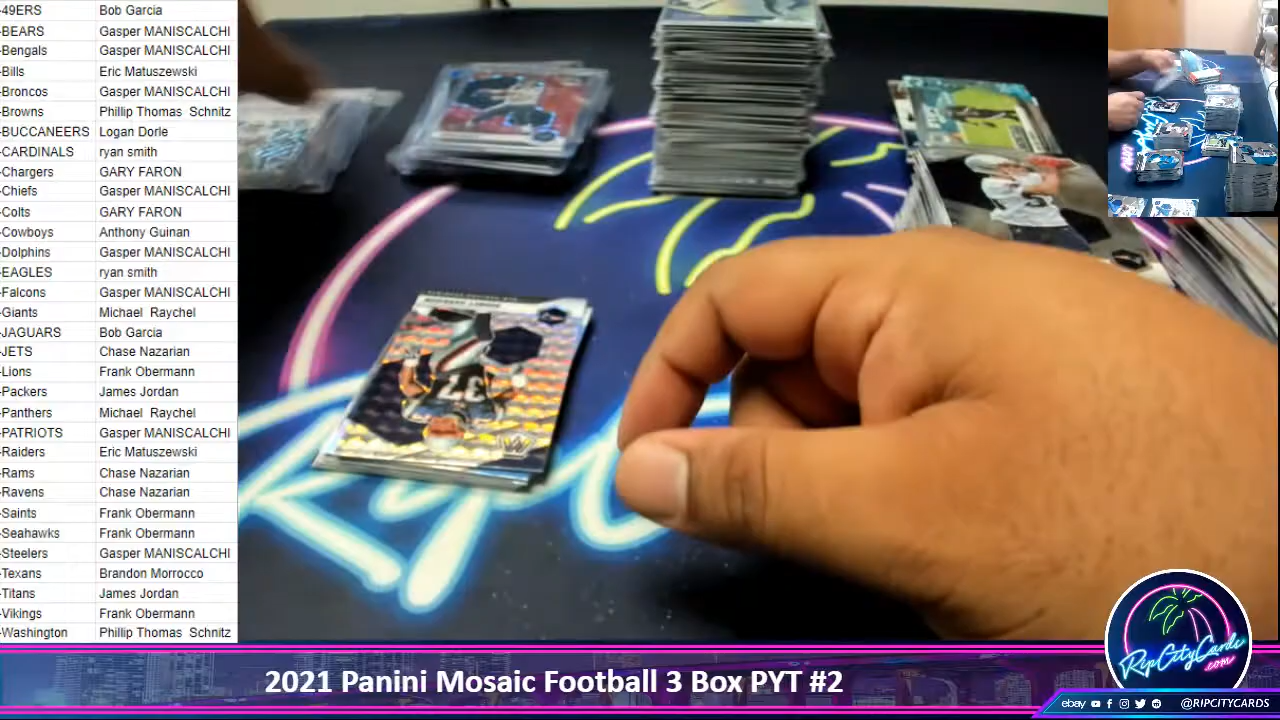 -49ERS Bob Garcia
-BEARS Gasper MANISCALCHI
-Bengals Gasper MANISCALCHI
-Bills Eric Matuszewski
-Broncos Gasper MANISCALCHI
-Browns Phillip Thomas Schnitz
-BUCCANEERS Logan Dorle
-CARDINALS ryan smith
-Chargers GARY FARON
-Chiefs Gasper MANISCALCHI
-Colts GARY FARON
-Cowboys Anthony Guinan
-Dolphins Gasper MANISCALCHI
-EAGLES ryan smith
-Falcons Gasper MANISCALCHI
-Giants Michael Raychel
-JAGUARS Bob Garcia
-JETS Chase Nazarian
-Lions Frank Obermann
-Packers James Jordan
-Panthers Michael Raychel
-PATRIOTS Gasper MANISCALCHI
-Raiders Eric Matuszewski
-Rams Chase Nazarian
-Ravens Chase Nazarian
-Saints Frank Obermann
-Seahawks Frank Obermann
-Steelers Gasper MANISCALCHI
-Texans Brandon Morrocco
-Titans James Jordan
-Vikings Frank Obermann
-Washington Phillip Thomas Schnitz
37
RipCityCards
.com
2021 Panini Mosaic Football 3 Box PYT #2
ebay @RIPCITYCARDS